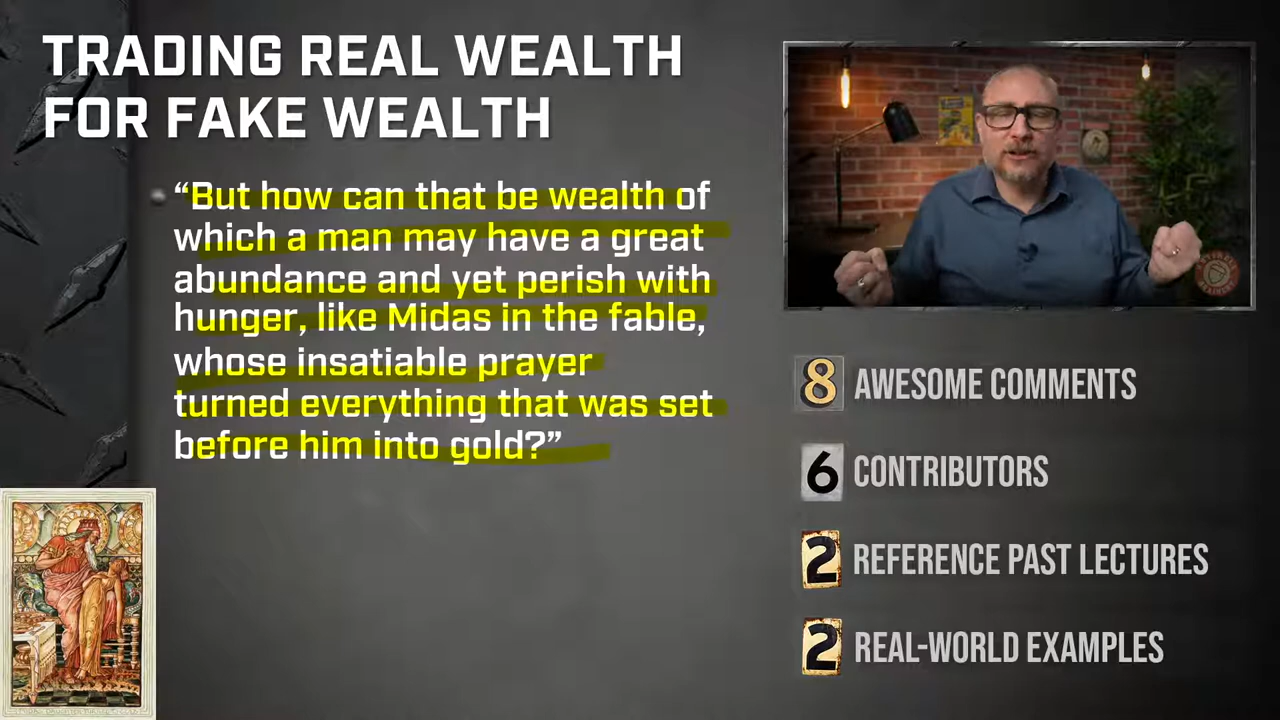 TRADING REAL WEALTH
FOR FAKE WEALTH
“But how can that be wealth of
which a man may have a great
abundance and yet perish with
hunger, like Midas in the fable,
whose insatiable prayer
turned everything that was set
before him into gold?”
8 AWESOME COMMENTS
6 CONTRIBUTORS
2 REFERENCE PAST LECTURES
2 REAL-WORLD EXAMPLES